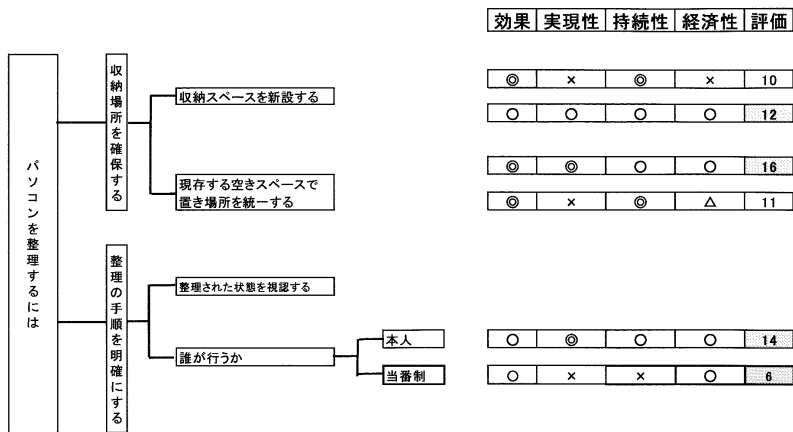 効果 実現性 持続性 経済性 評価
パソコンを整理するには
収納場所を確保する
収納スペースを新設する
◎ × ◎ × 10
○ ○ ○ ○ 12
現存する空きスペースで
置き場所を統一する
◎ ◎ ○ ○ 16
◎ × ◎ △ 11
整理の手順を明確にする
整理された状態を視認する
誰が行うか
本人
○ ◎ ○ ○ 14
当番制
○ × × ○ 6